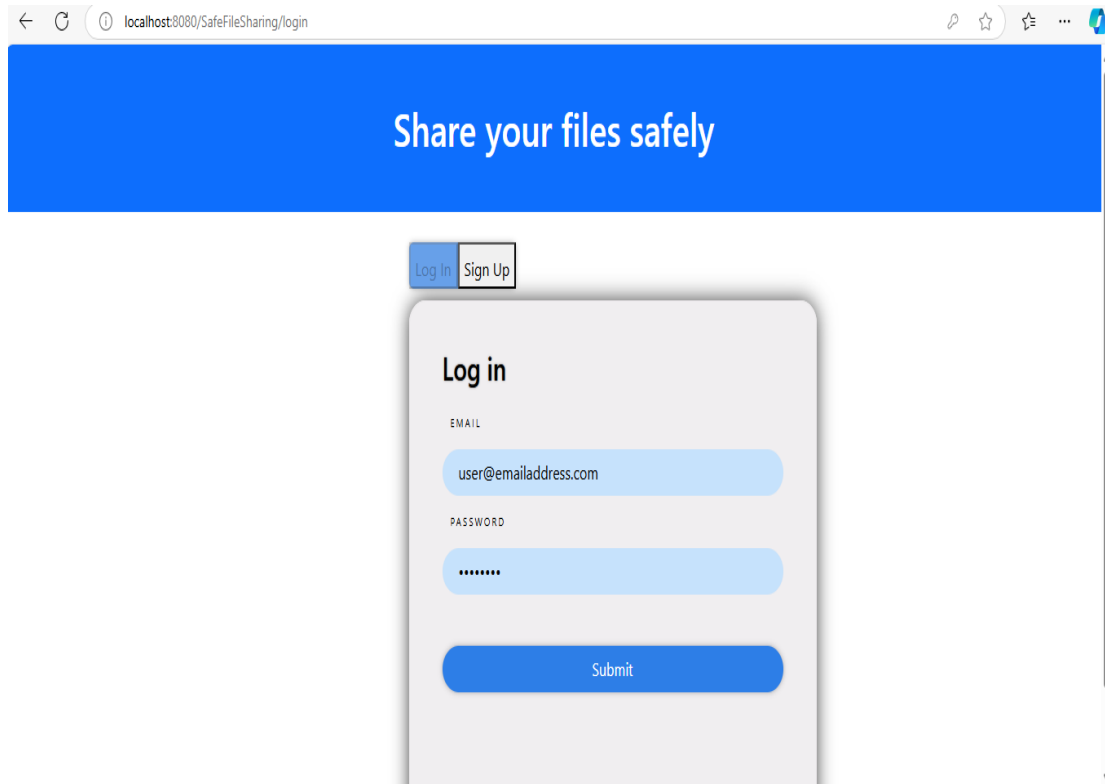 localhost:8080/SafeFileSharing/login
Share your files safely
Log In Sign Up
Log in
EMAIL
user@emailaddress.com
PASSWORD
••••••••
Submit